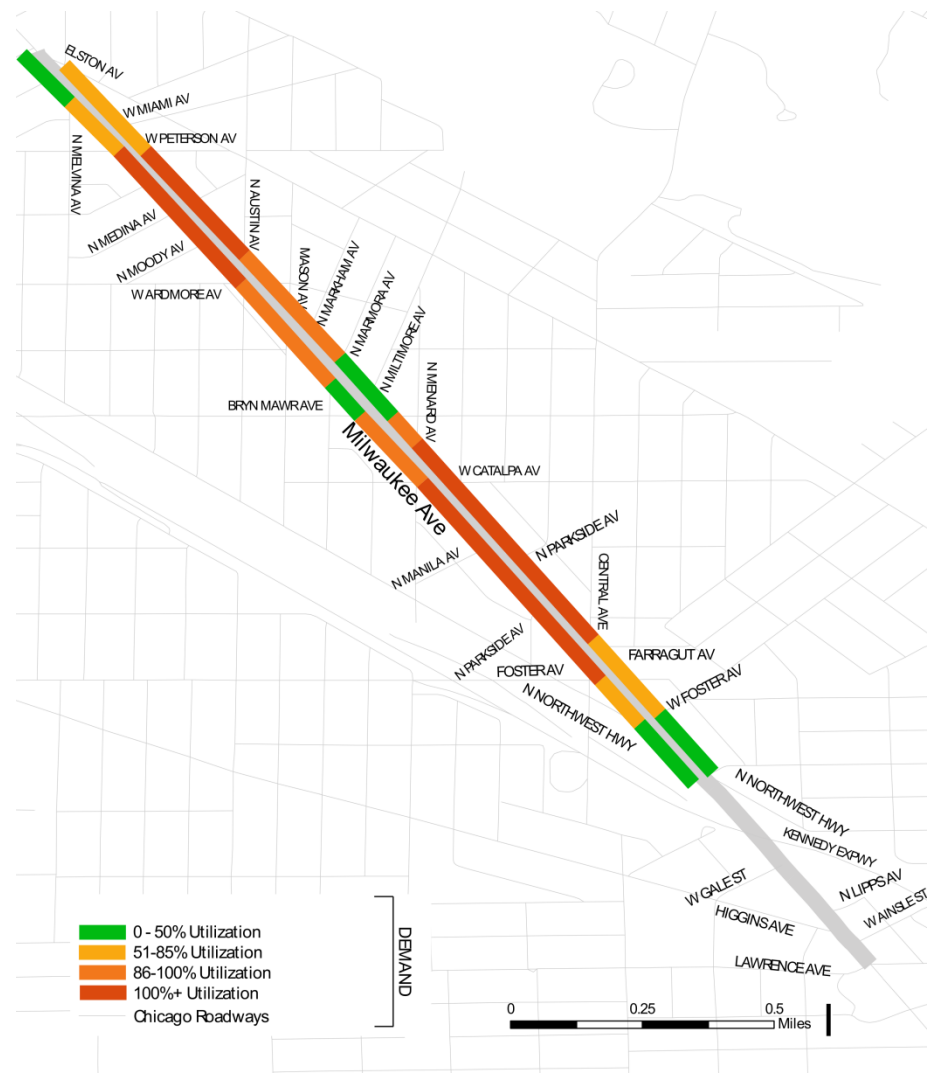 ELSTON AV
W MIAMI AV
W PETERSON AV
N MELVINA AV
N MEDINA AV
N MOODY AV
W ARDMORE AV
N AUSTIN AV
MASON AV
N MARKHAM AV
N MARMORA AV
N MILTIMORE AV
N MENARD AV
BRYN MAWR AVE
Milwaukee Ave
W CATALPA AV
N MANILA AV
N PARKSIDE AV
CENTRAL AVE
N PARKSIDE AV
FOSTER AV
FARRAGUT AV
W FOSTER AV
N NORTHWEST HWY
N NORTHWEST HWY
KENNEDY EXPWY
W GALE ST
N LIPPS AV
W AINSLE ST
HIGGINS AVE
LAWRENCE AVE
0 - 50% Utilization
51-85% Utilization
86-100% Utilization
100%+ Utilization
Chicago Roadways
DEMAND
0 0.25 0.5
Miles